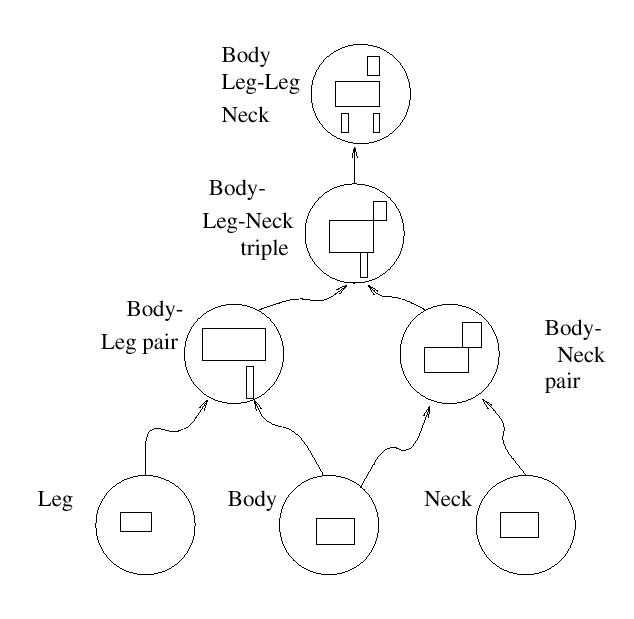 Body
Leg-Leg
Neck
Body-
Leg-Neck
triple
Body-
Leg pair
Body-
Neck
pair
Leg
Body
Neck